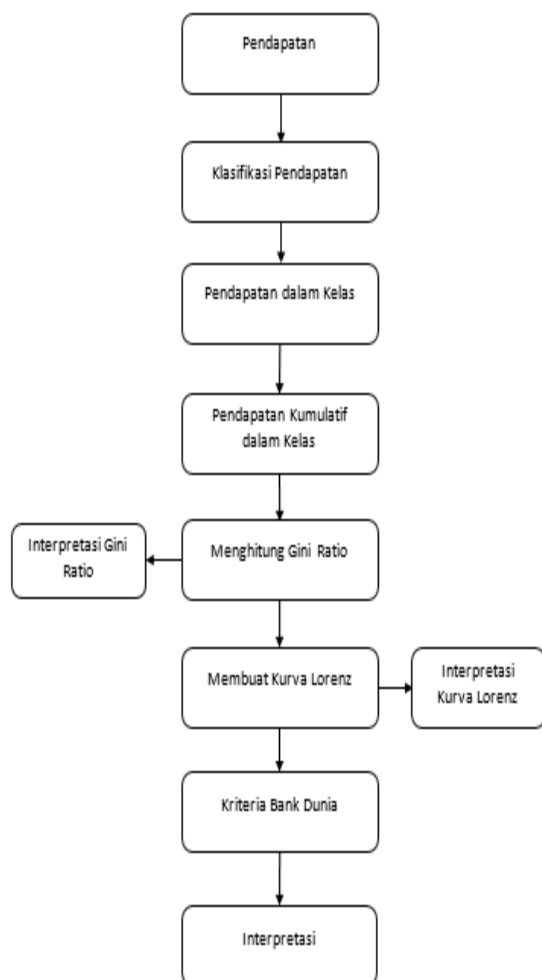 Pendapatan
Klasifikasi Pendapatan
Pendapatan dalam Kelas
Pendapatan Kumulatif
dalam Kelas
Menghitung Gini Ratio
Interpretasi Gini
Ratio
Membuat Kurva Lorenz
Interpretasi
Kurva Lorenz
Kriteria Bank Dunia
Interpretasi